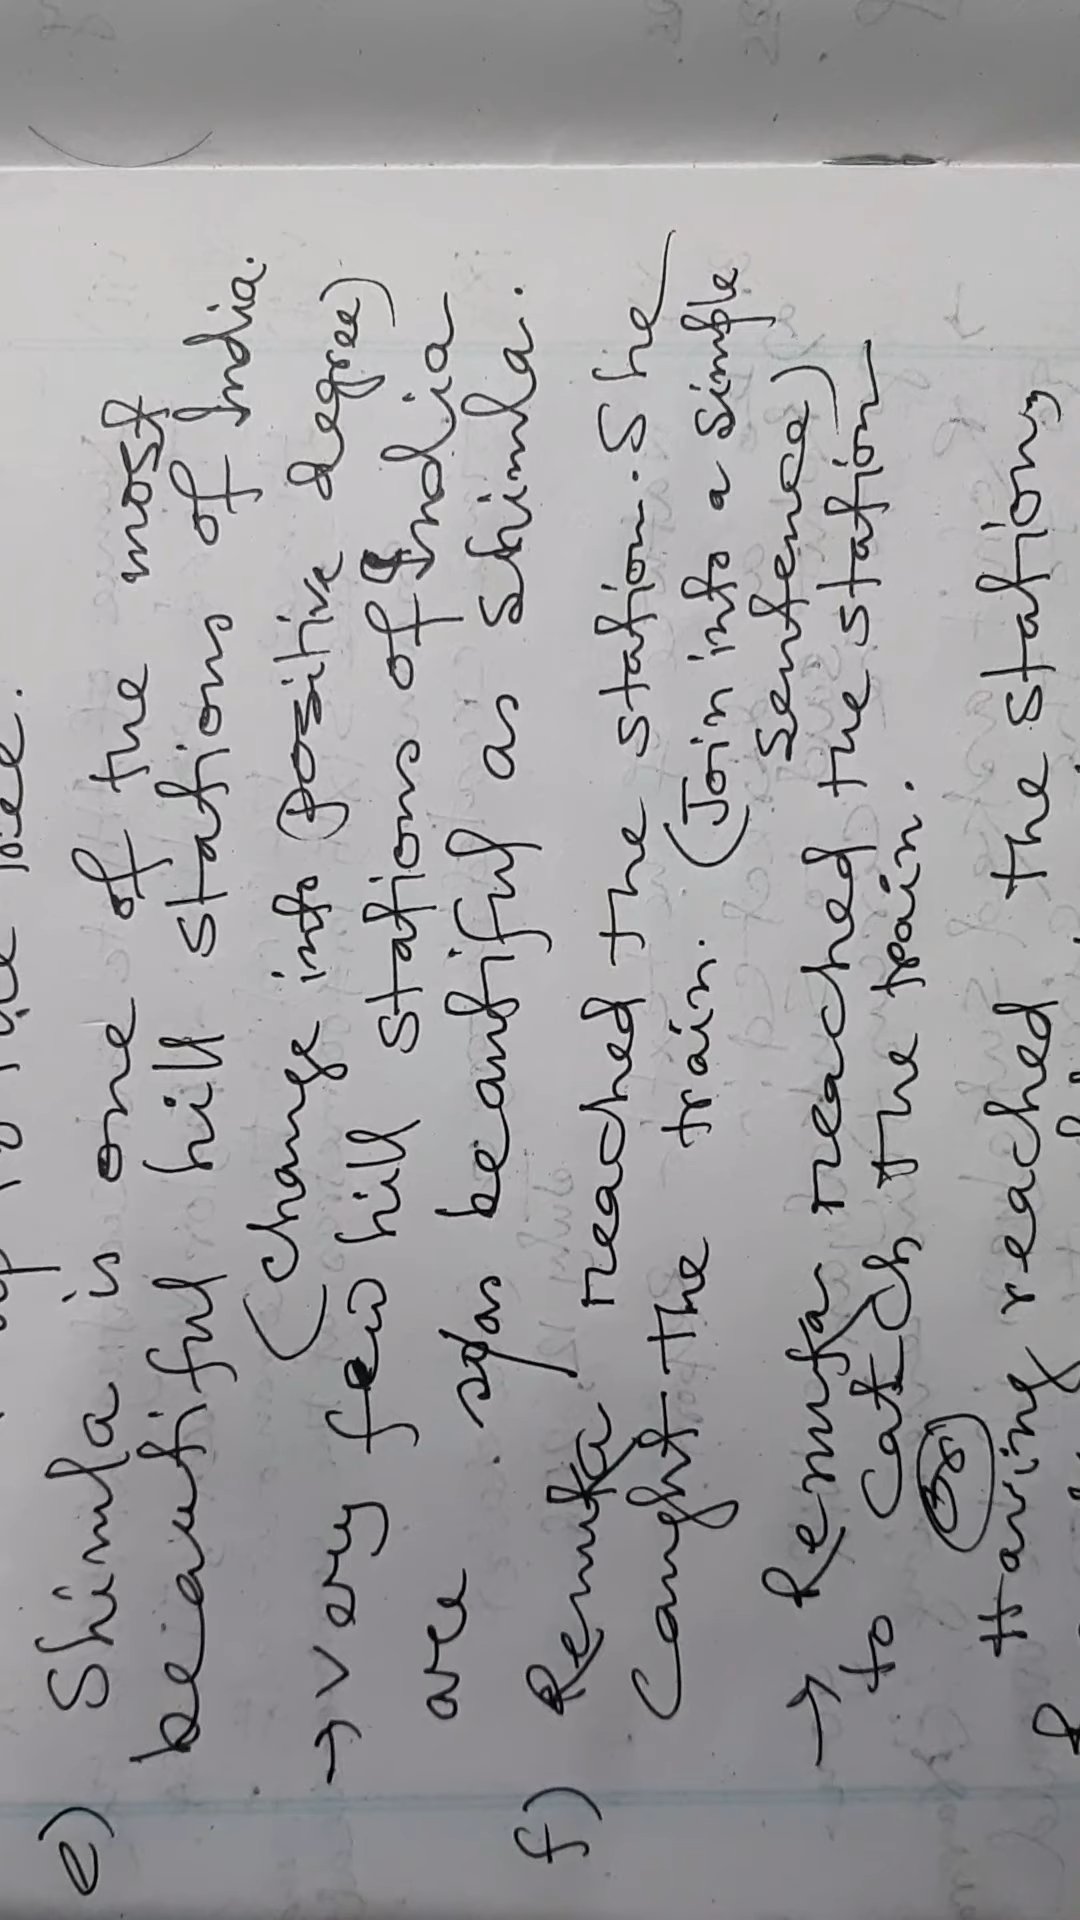 e) Shimla is one of the most
beautiful hill stations of India.
(Change into positive degree)
→ Very few hill stations of India
are as beautiful as Shimla.
f) Renuka reached the station. She
Caught the train. (Join into a simple
sentence)
→ Renuka reached the station
to catch the train.
or
Having reached the station,